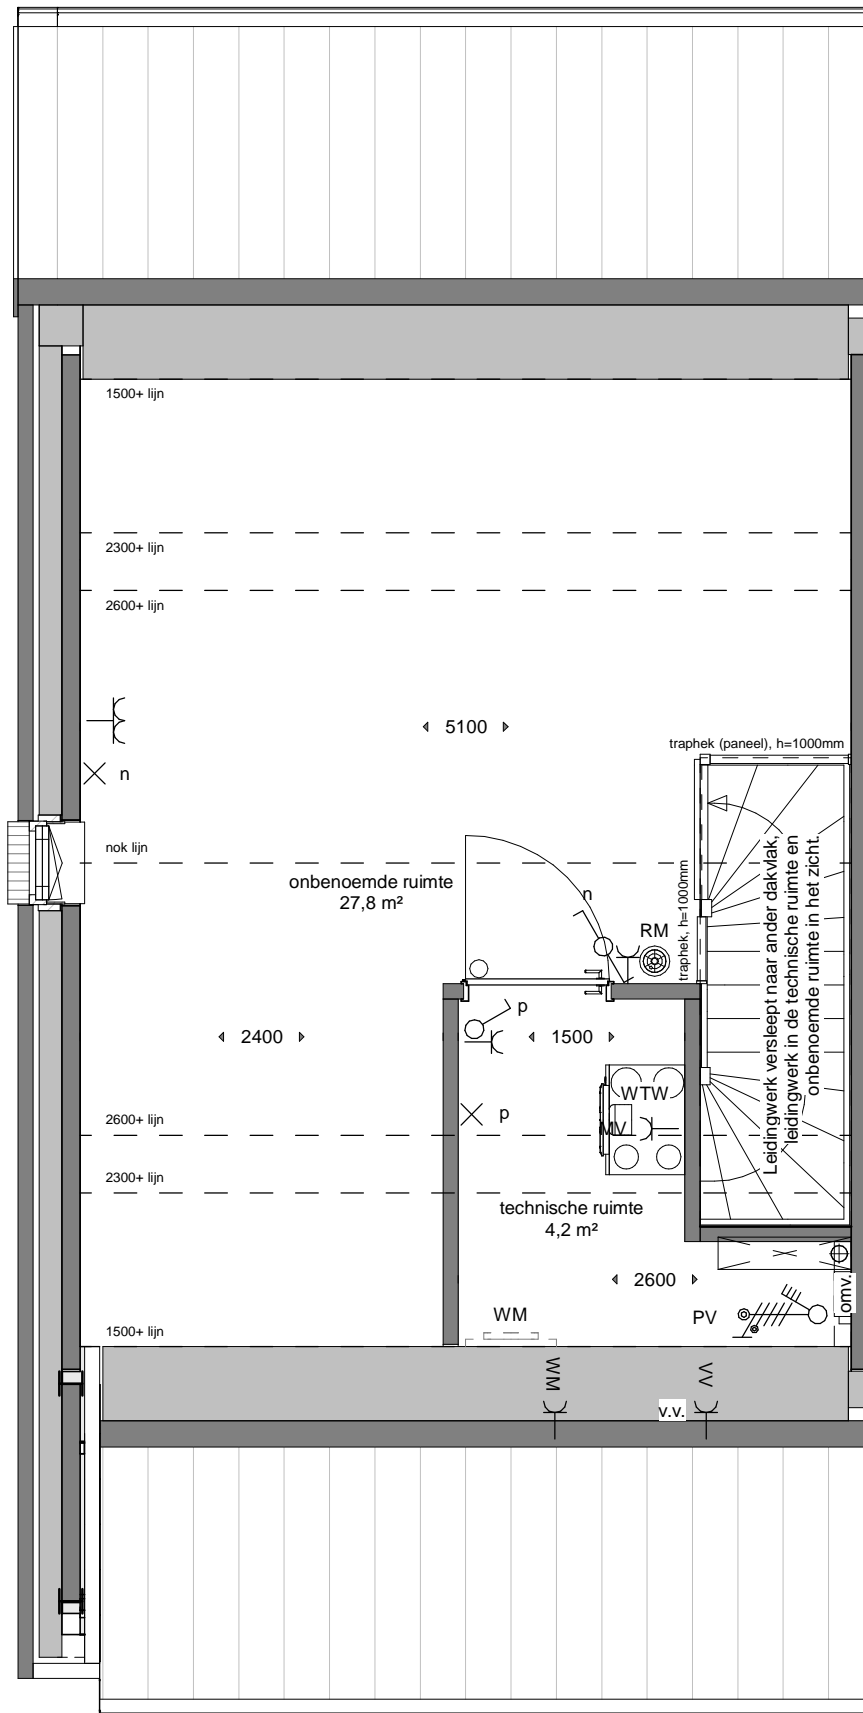 1500+ lijn
2300+ lijn
2600+ lijn
5100
traphek (paneel), h=1000mm
n
nok lijn
onbenoemde ruimte
27,8 m²
n
RM
traphek, h=1000mm
Leidingwerk versleept naar ander dakvlak,
leidingwerk in de technische ruimte en
onbenoemde ruimte in het zicht.
p
2400
1500
WTW
p
MV
2600+ lijn
2300+ lijn
technische ruimte
4,2 m²
2600
omv.
WM
PV
1500+ lijn
WM
VV
v.v.